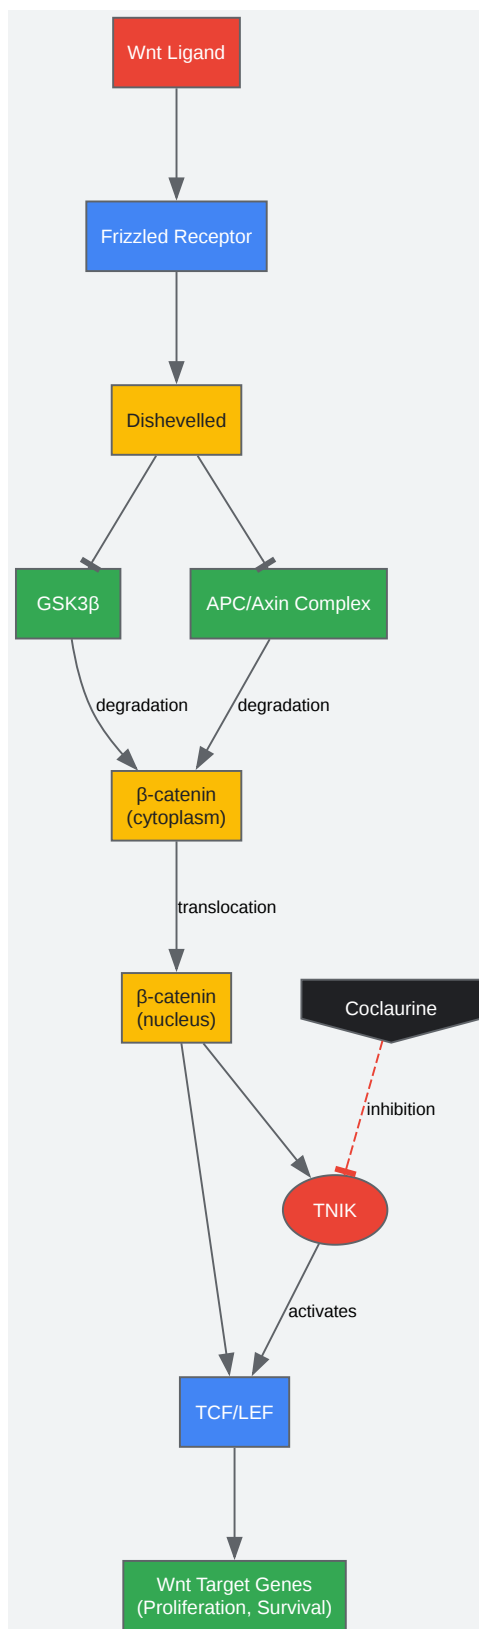 Wnt Ligand
Frizzled Receptor
Dishevelled
GSK3β
APC/Axin Complex
degradation
degradation
β-catenin
(cytoplasm)
translocation
β-catenin
(nucleus)
Coclaurine
inhibition
TNIK
activates
TCF/LEF
Wnt Target Genes
(Proliferation, Survival)